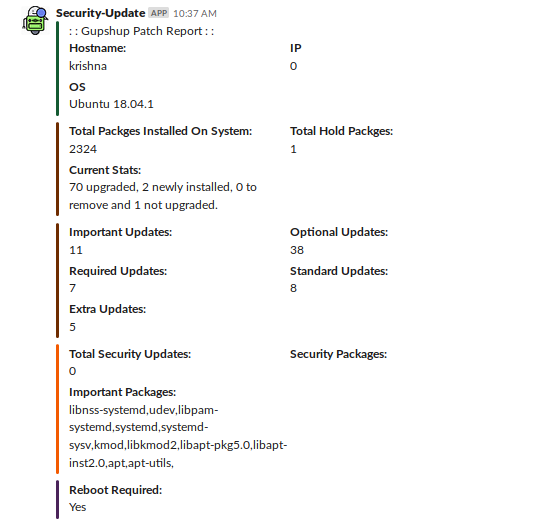 Security-Update APP 10:37 AM
: : Gupshup Patch Report : :
Hostname: IP
krishna 0
OS
Ubuntu 18.04.1
Total Packges Installed On System: Total Hold Packges:
2324 1
Current Stats:
70 upgraded, 2 newly installed, 0 to
remove and 1 not upgraded.
Important Updates: Optional Updates:
11 38
Required Updates: Standard Updates:
7 8
Extra Updates:
5
Total Security Updates: Security Packages:
0
Important Packages:
libnss-systemd,udev,libpam-
systemd,systemd,systemd-
sysv,kmod,libkmod2,libapt-pkg5.0,libapt-
inst2.0,apt,apt-utils,
Reboot Required:
Yes